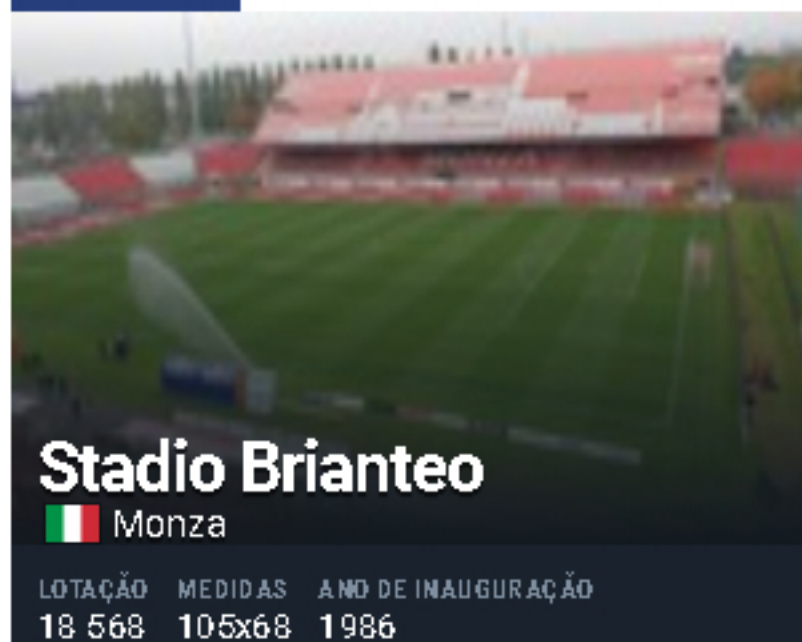 Stadio Brianteo
Monza
LOTAÇÃO MEDIDAS ANO DE INAUGURAÇÃO
18 568 105x68 1986